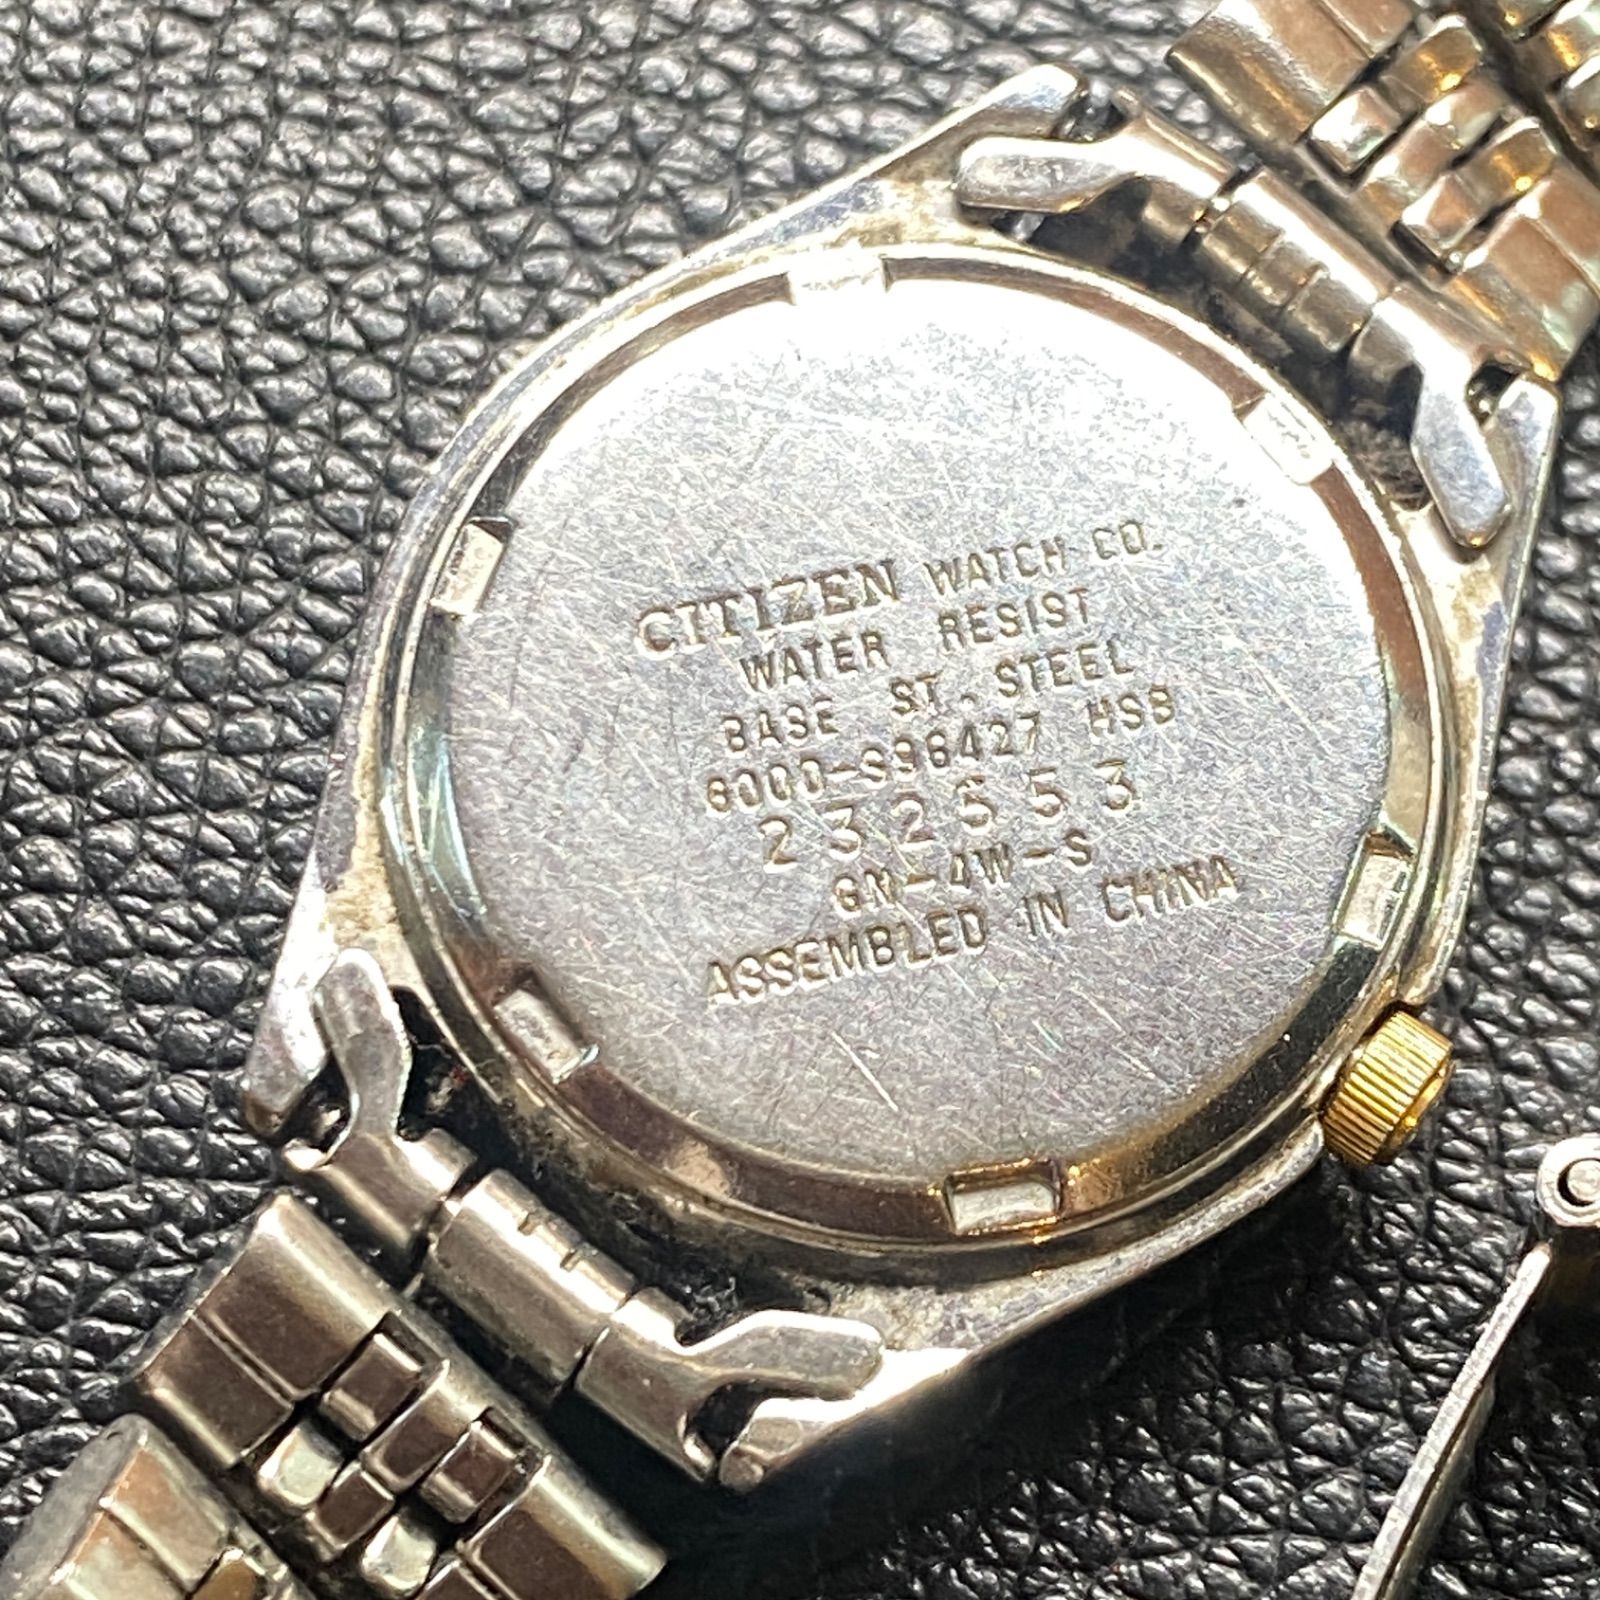 CITIZEN WATCH CO.
WATER RESIST
BASE ST. STEEL
6000-S96427 HSB
232553
GN-4W-S
ASSEMBLED IN CHINA